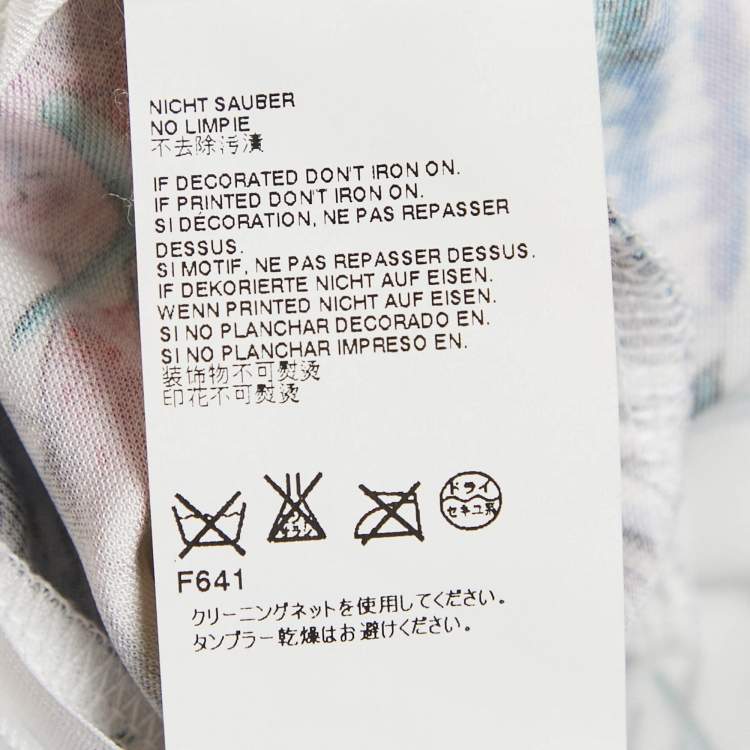 NICHT SAUBER
NO LIMPIE
不去除污漬
IF DECORATED DON'T IRON ON.
IF PRINTED DON'T IRON ON.
SI DÉCORATION, NE PAS REPASSER
DESSUS.
SI MOTIF, NE PAS REPASSER DESSUS.
IF DEKORIERTE NICHT AUF EISEN.
WENN PRINTED NICHT AUF EISEN.
SI NO PLANCHAR DECORADO EN.
SI NO PLANCHAR IMPRESO EN.
装飾物不可熨烫
印花不可熨烫
ドライ
セキユ系
F641
クリーニングネットを使用してください。
タンブラー乾燥はお避けください。